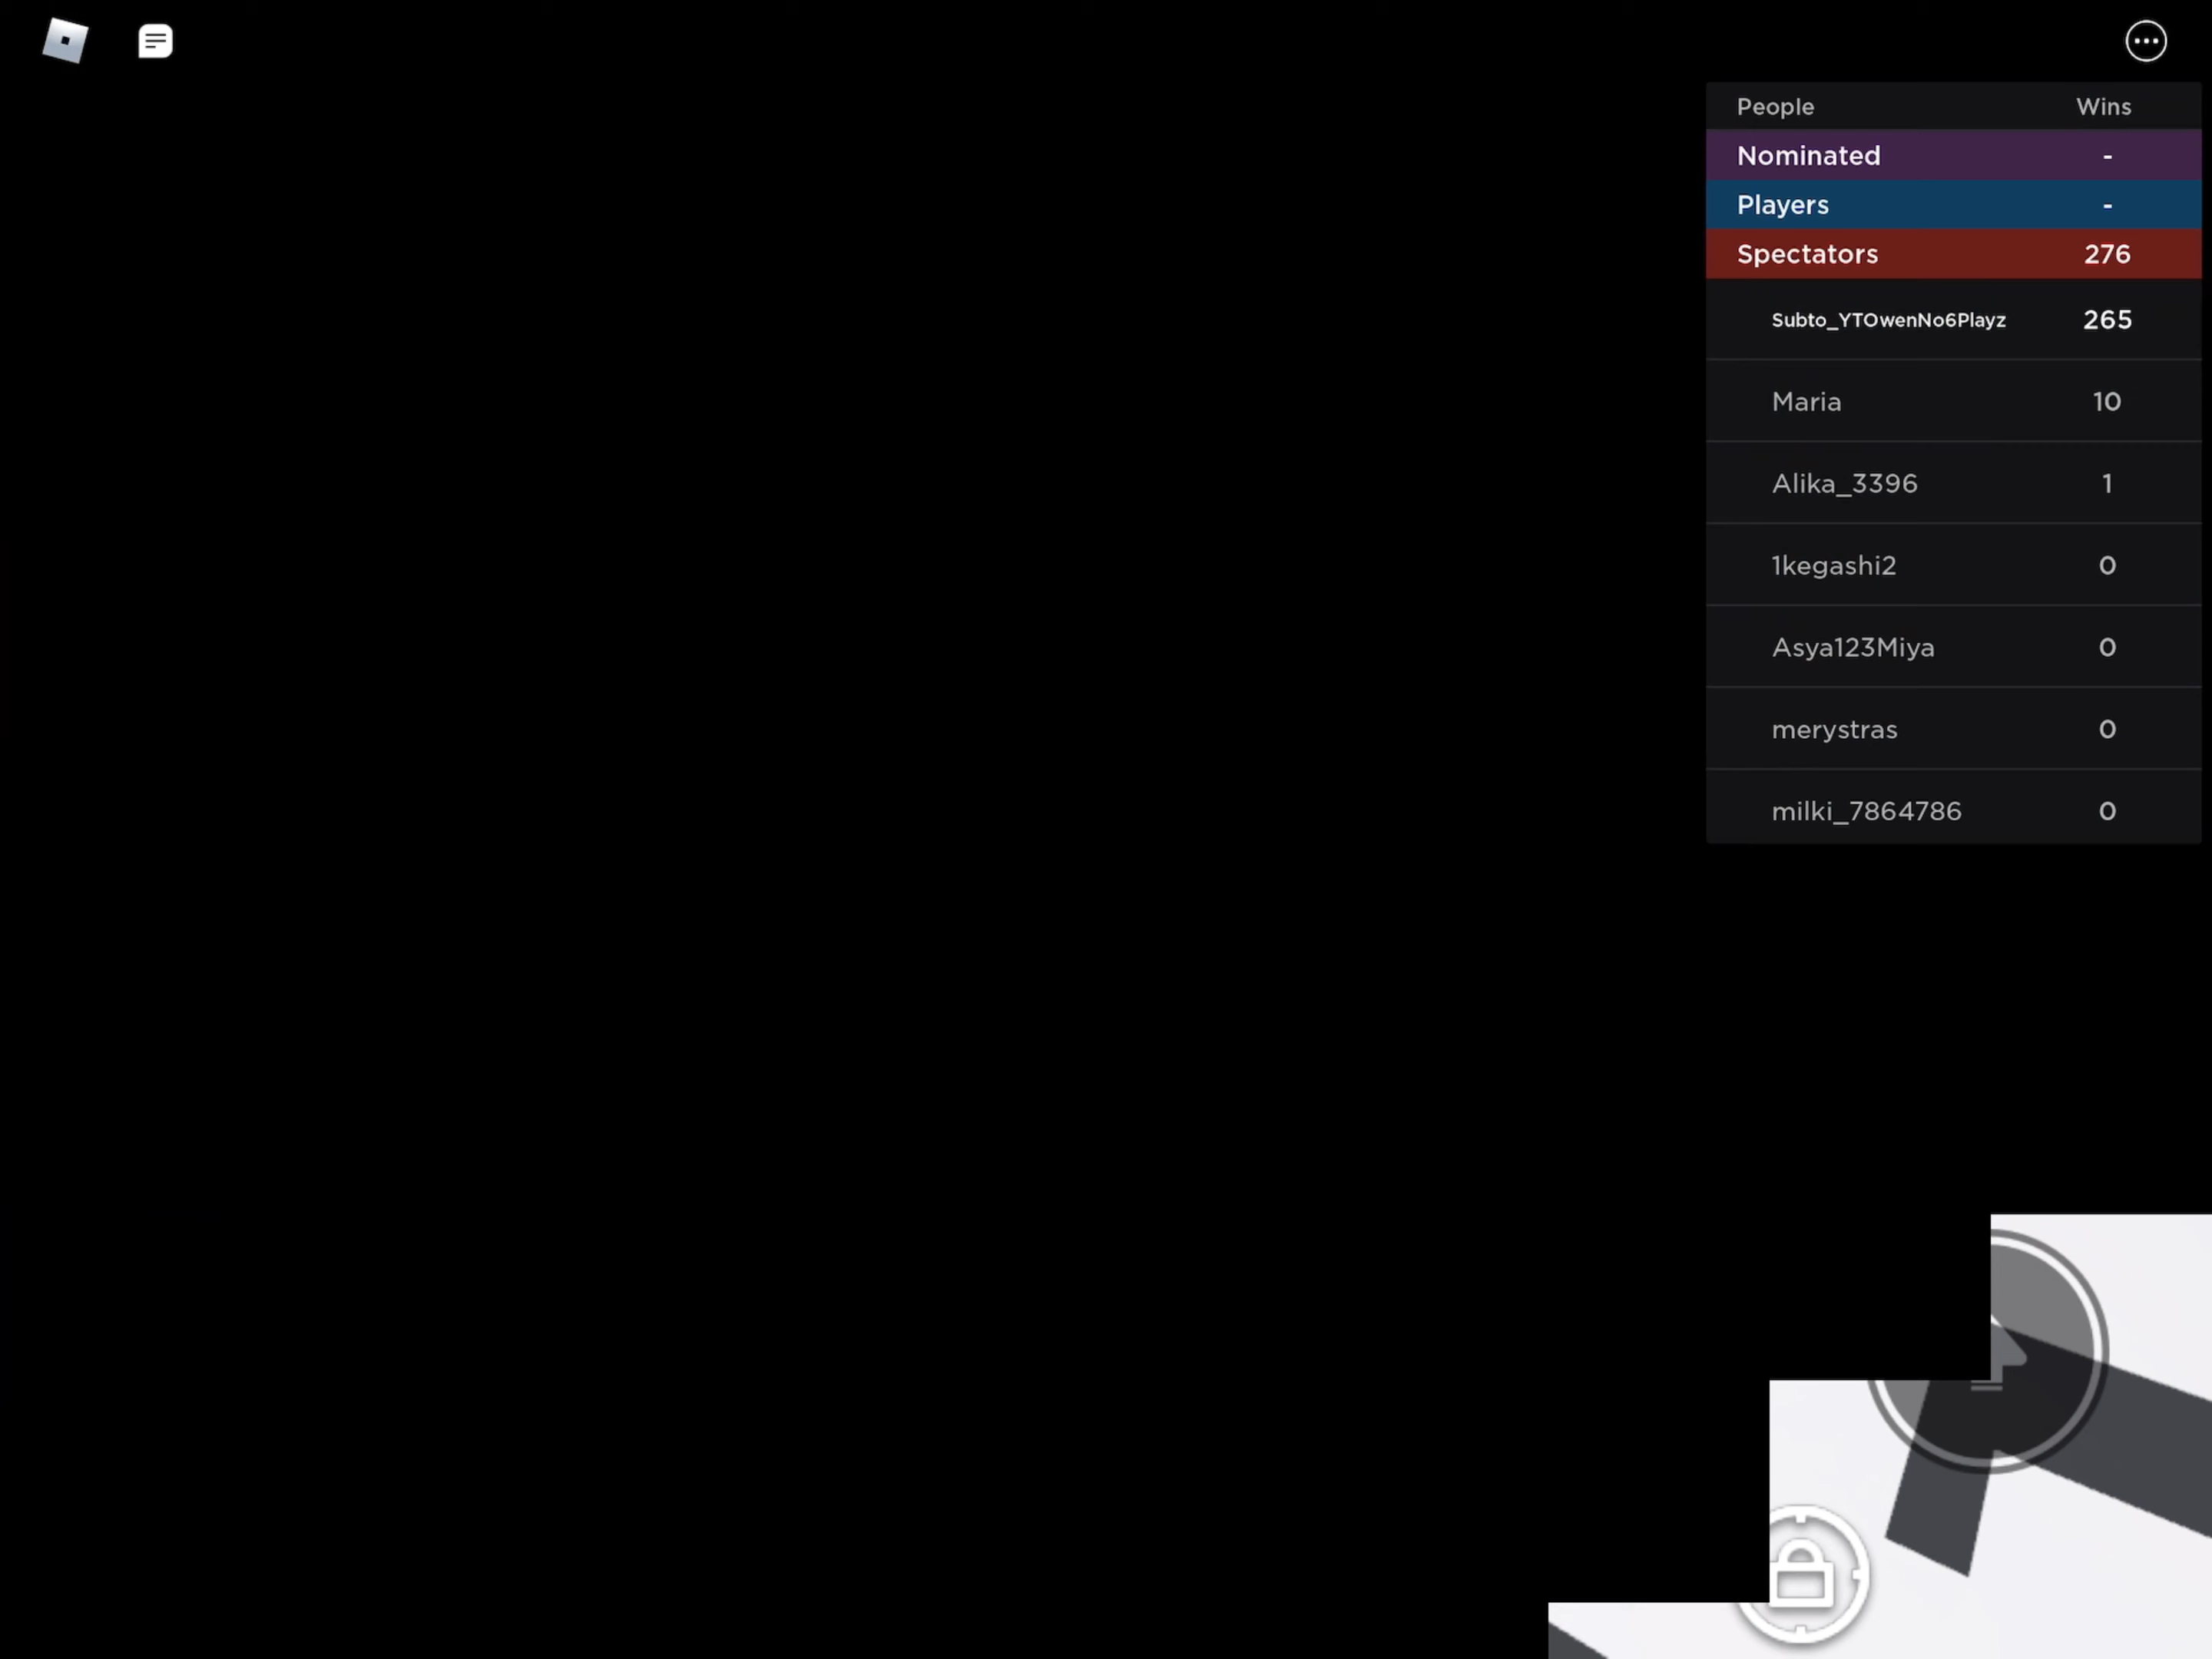 People Wins
Nominated -
Players -
Spectators 276
Subto_YTOwenNo6Playz 265
Maria 10
Alika_3396 1
1kegashi2 0
Asya123Miya 0
merystras 0
milki_7864786 0